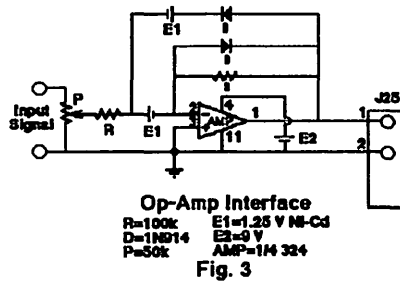 E1
P
Input
Signal
R
E1
2
3
4
AMP
1
11
E2
J25
1
2
Op-Amp Interface
R=100k E1=1.25 V Ni-Cd
D=1N914 E2=9 V
P=50k AMP=1/4 324
Fig. 3